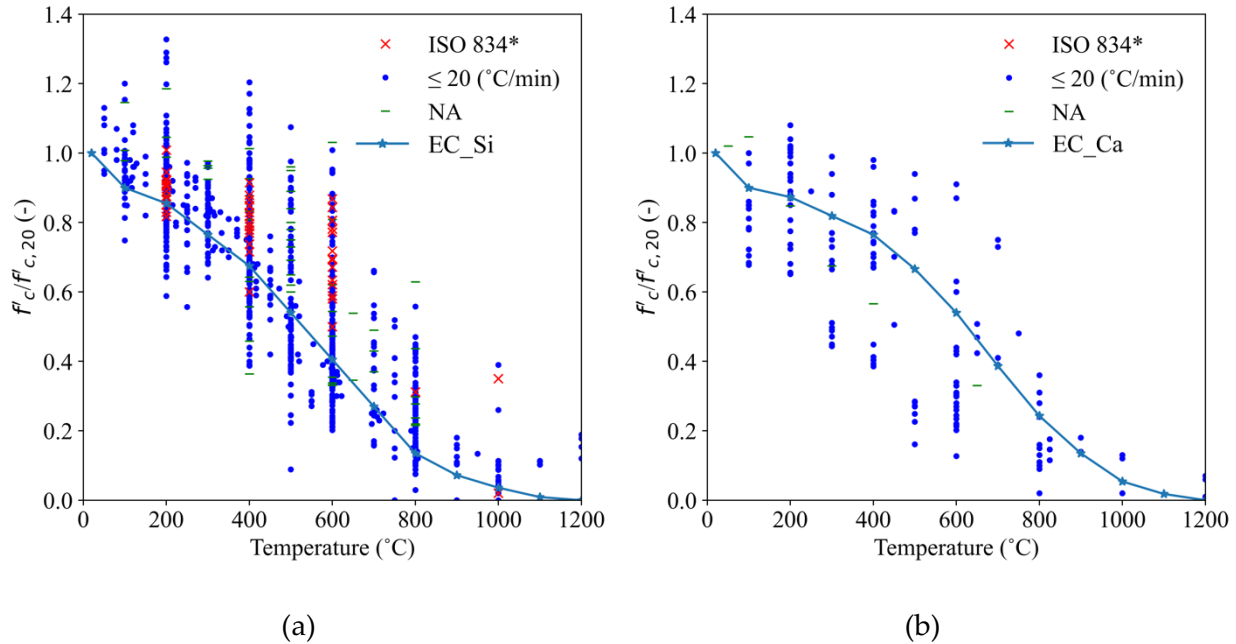 1.4
1.2
1.0
0.8
0.6
0.4
0.2
0.0
f′c/f′c, 20 (-)
0 200 400 600 800 1000 1200
Temperature (˚C)
ISO 834*
≤ 20 (˚C/min)
NA
EC_Si
(a)
1.4
1.2
1.0
0.8
0.6
0.4
0.2
0.0
f′c/f′c, 20 (-)
0 200 400 600 800 1000 1200
Temperature (˚C)
ISO 834*
≤ 20 (˚C/min)
NA
EC_Ca
(b)